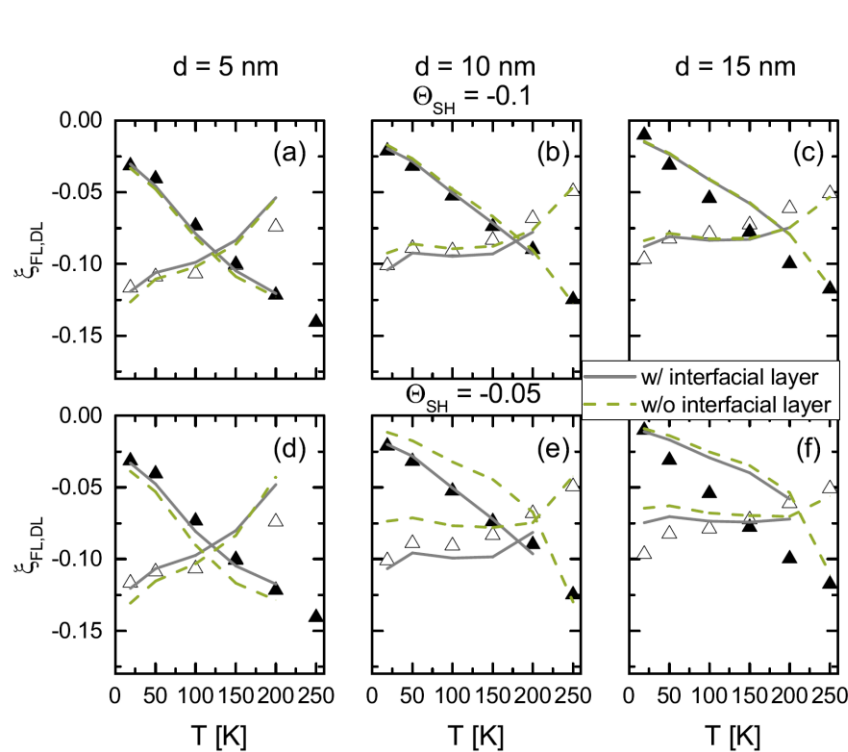 d = 5 nm d = 10 nm d = 15 nm
Θ_SH = -0.1
0.00 (a) (b) (c)
-0.05
-0.10
-0.15
ξ_FL,DL
w/ interfacial layer
w/o interfacial layer
Θ_SH = -0.05
0.00 (d) (e) (f)
-0.05
-0.10
-0.15
ξ_FL,DL
0 50 100 150 200 250 0 50 100 150 200 250 0 50 100 150 200 250
T [K] T [K] T [K]